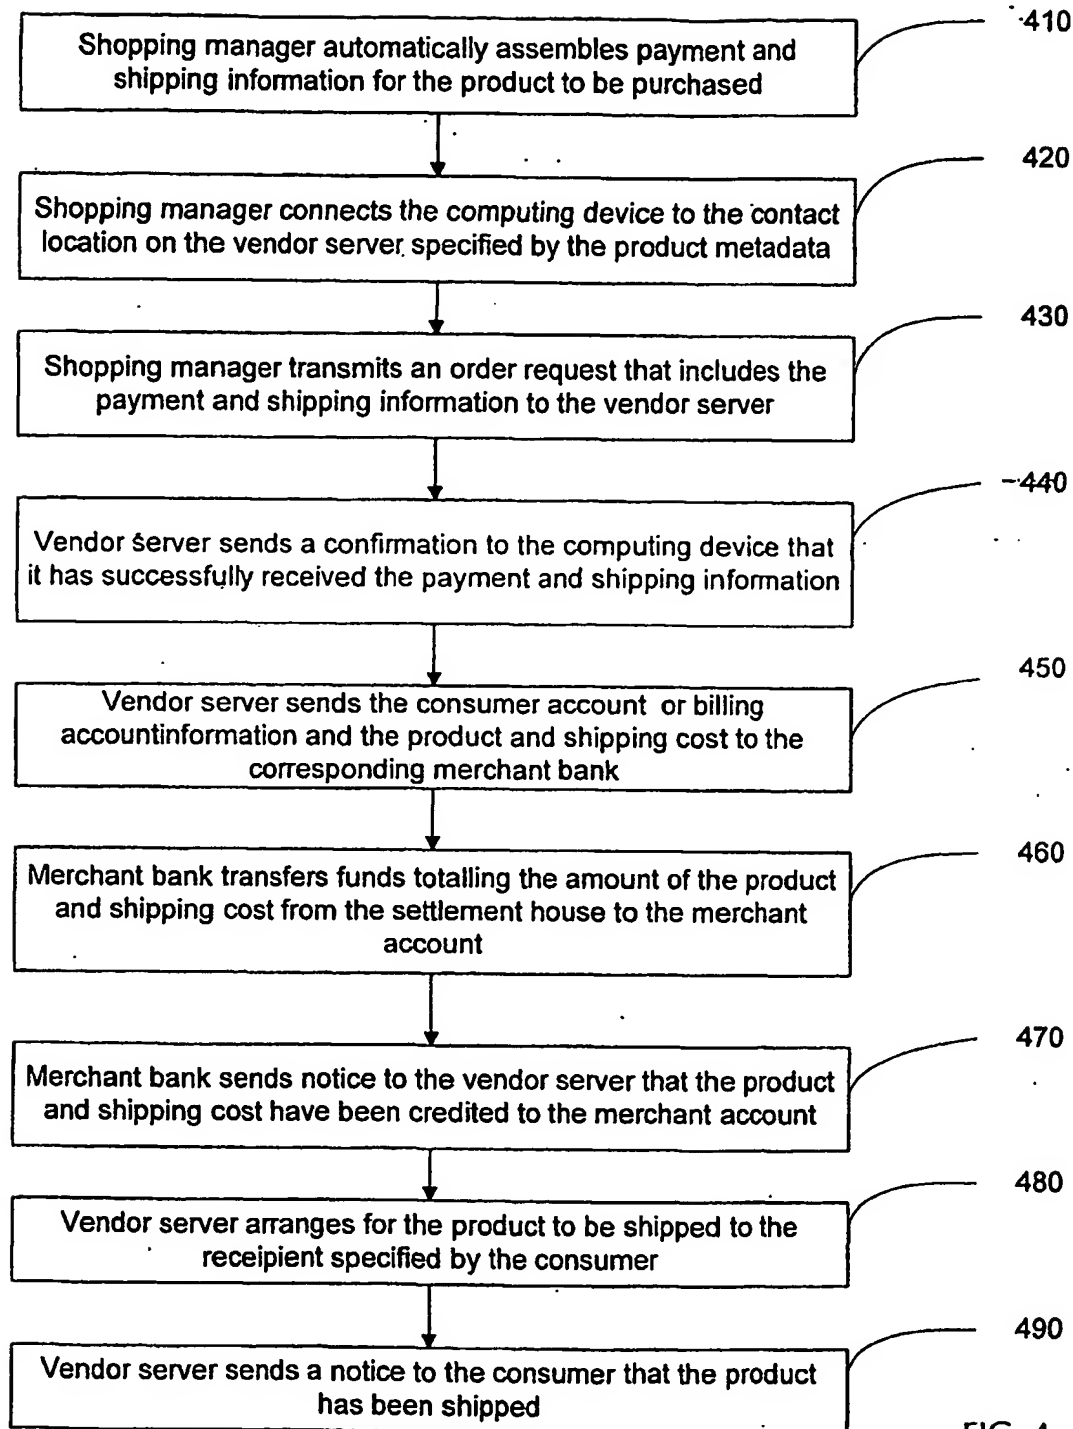 410
Shopping manager automatically assembles payment and
shipping information for the product to be purchased
420
Shopping manager connects the computing device to the contact
location on the vendor server specified by the product metadata
430
Shopping manager transmits an order request that includes the
payment and shipping information to the vendor server
440
Vendor server sends a confirmation to the computing device that
it has successfully received the payment and shipping information
450
Vendor server sends the consumer account or billing
accountinformation and the product and shipping cost to the
corresponding merchant bank
460
Merchant bank transfers funds totalling the amount of the product
and shipping cost from the settlement house to the merchant
account
470
Merchant bank sends notice to the vendor server that the product
and shipping cost have been credited to the merchant account
480
Vendor server arranges for the product to be shipped to the
receipient specified by the consumer
490
Vendor server sends a notice to the consumer that the product
has been shipped
FIG. 4